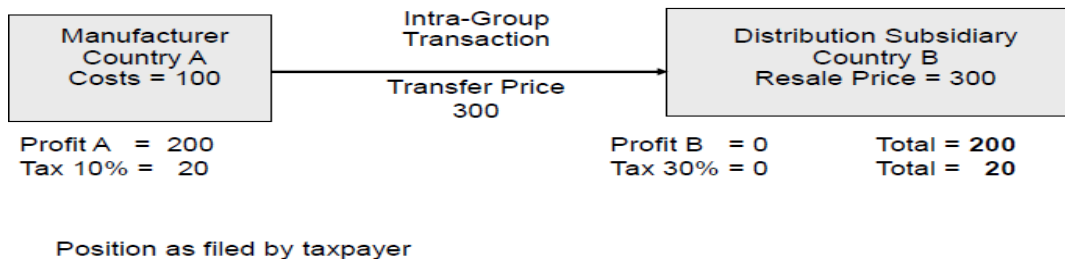 Manufacturer
Country A
Costs = 100
Intra-Group
Transaction
Transfer Price
300
Distribution Subsidiary
Country B
Resale Price = 300
Profit A = 200
Tax 10% = 20
Profit B = 0 Total = 200
Tax 30% = 0 Total = 20
Position as filed by taxpayer